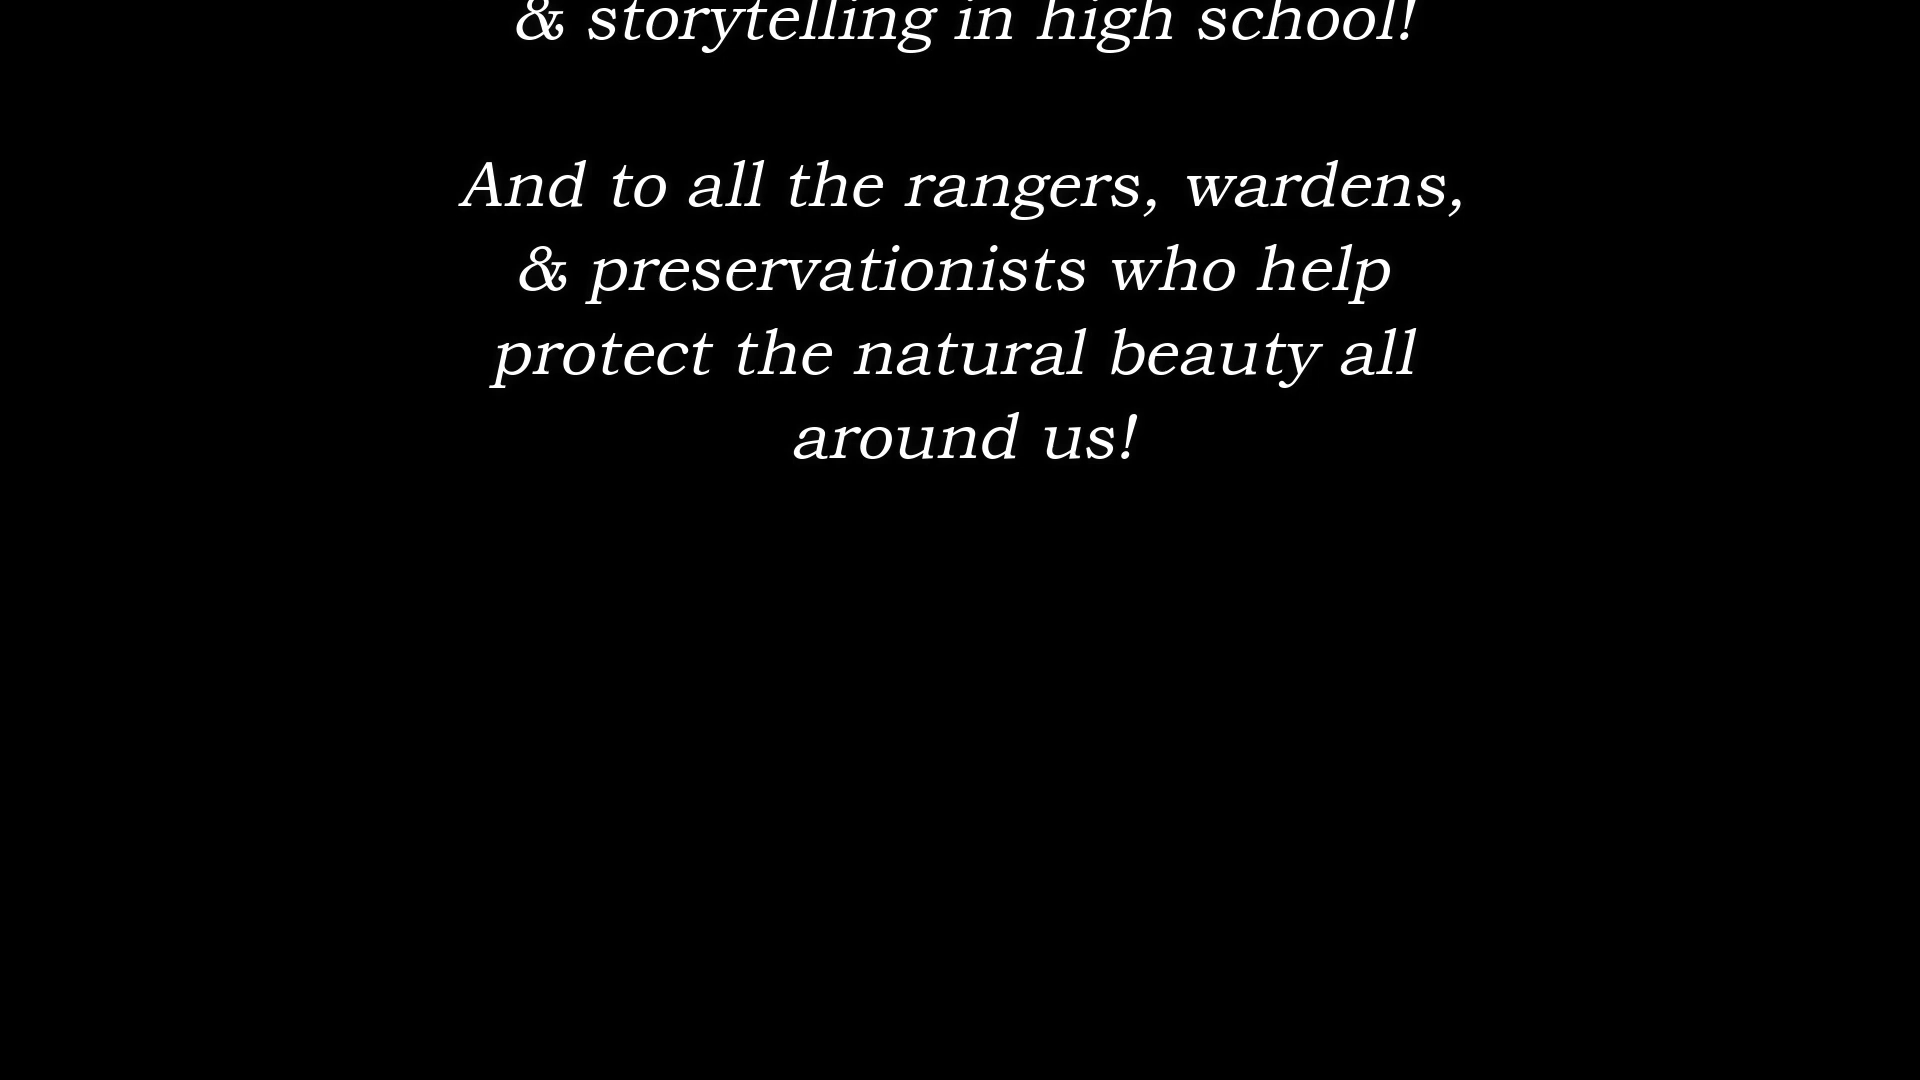 & storytelling in high school!
And to all the rangers, wardens,
& preservationists who help
protect the natural beauty all
around us!